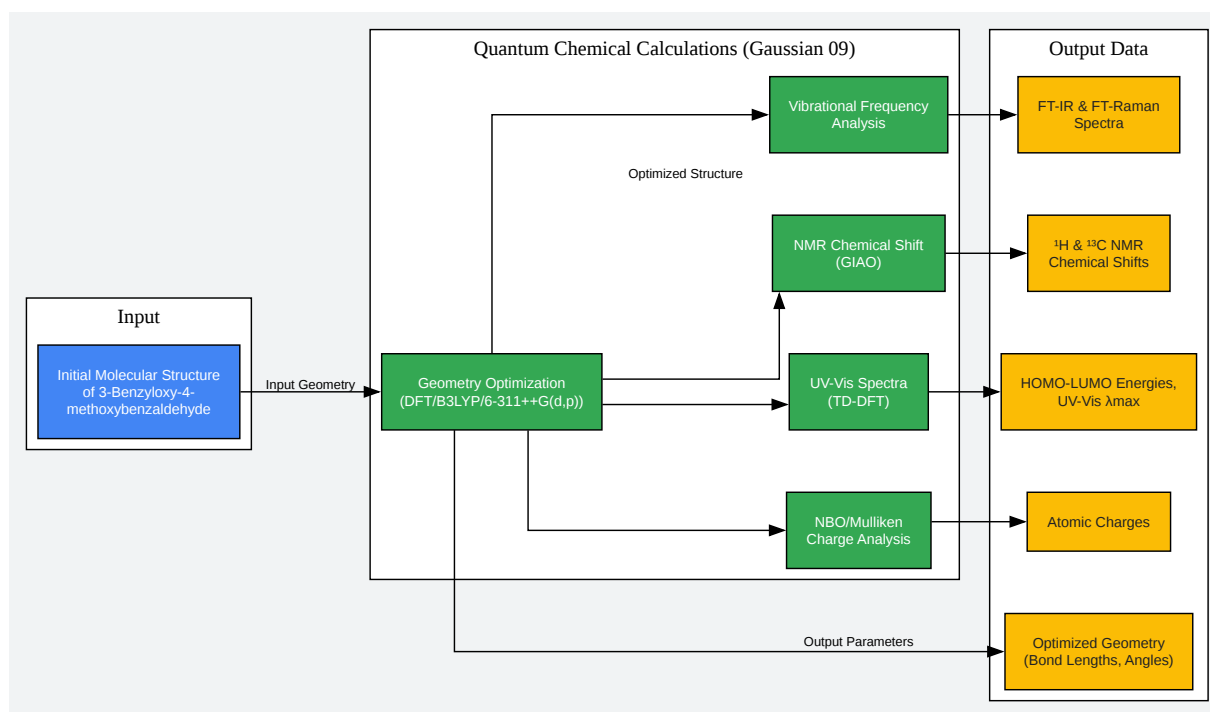 Quantum Chemical Calculations (Gaussian 09)
Output Data
Vibrational Frequency
Analysis
FT-IR & FT-Raman
Spectra
Optimized Structure
NMR Chemical Shift
(GIAO)
¹H & ¹³C NMR
Chemical Shifts
Input
Initial Molecular Structure
of 3-Benzyloxy-4-
methoxybenzaldehyde
Input Geometry
Geometry Optimization
(DFT/B3LYP/6-311++G(d,p))
UV-Vis Spectra
(TD-DFT)
HOMO-LUMO Energies,
UV-Vis λmax
NBO/Mulliken
Charge Analysis
Atomic Charges
Output Parameters
Optimized Geometry
(Bond Lengths, Angles)